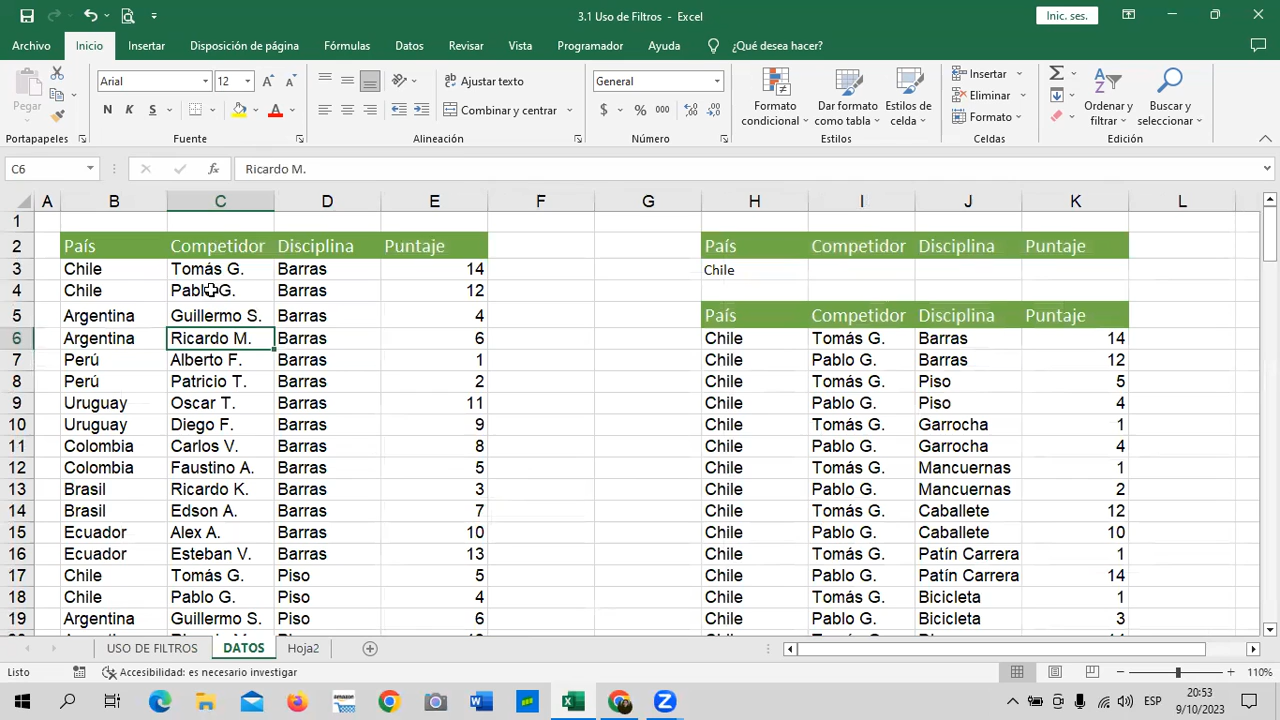 3.1 Uso de Filtros - Excel
Inic. ses.
Archivo Inicio Insertar Disposición de página Fórmulas Datos Revisar Vista Programador Ayuda ¿Qué desea hacer?
Pegar
Arial 12
N K S
Ajustar texto
Combinar y centrar
General
$ % 000
Formato condicional
Dar formato como tabla
Estilos de celda
Insertar
Eliminar
Formato
Ordenar y filtrar
Buscar y seleccionar
Portapapeles Fuente Alineación Número Estilos Celdas Edición
C6 fx Ricardo M.
A B C D E F G H I J K L
1
2 País Competidor Disciplina Puntaje País Competidor Disciplina Puntaje
3 Chile Tomás G. Barras 14 Chile
4 Chile Pablo G. Barras 12
5 Argentina Guillermo S. Barras 4 País Competidor Disciplina Puntaje
6 Argentina Ricardo M. Barras 6 Chile Tomás G. Barras 14
7 Perú Alberto F. Barras 1 Chile Pablo G. Barras 12
8 Perú Patricio T. Barras 2 Chile Tomás G. Piso 5
9 Uruguay Oscar T. Barras 11 Chile Pablo G. Piso 4
10 Uruguay Diego F. Barras 9 Chile Tomás G. Garrocha 1
11 Colombia Carlos V. Barras 8 Chile Pablo G. Garrocha 4
12 Colombia Faustino A. Barras 5 Chile Tomás G. Mancuernas 1
13 Brasil Ricardo K. Barras 3 Chile Pablo G. Mancuernas 2
14 Brasil Edson A. Barras 7 Chile Tomás G. Caballete 12
15 Ecuador Alex A. Barras 10 Chile Pablo G. Caballete 10
16 Ecuador Esteban V. Barras 13 Chile Tomás G. Patín Carrera 1
17 Chile Tomás G. Piso 5 Chile Pablo G. Patín Carrera 14
18 Chile Pablo G. Piso 4 Chile Tomás G. Bicicleta 1
19 Argentina Guillermo S. Piso 6 Chile Pablo G. Bicicleta 3
USO DE FILTROS DATOS Hoja2
Listo Accesibilidad: es necesario investigar 110%
ESP 20:53
9/10/2023